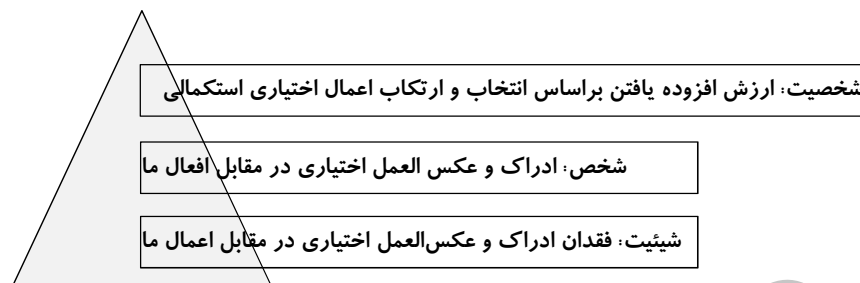 شخصیت: ارزش افزوده یافتن براساس انتخاب و ارتکاب اعمال اختیاری استکمالی
شخص: ادراک و عکس العمل اختیاری در مقابل افعال ما
شیئیت: فقدان ادراک و عکس‌العمل اختیاری در مقابل اعمال ما